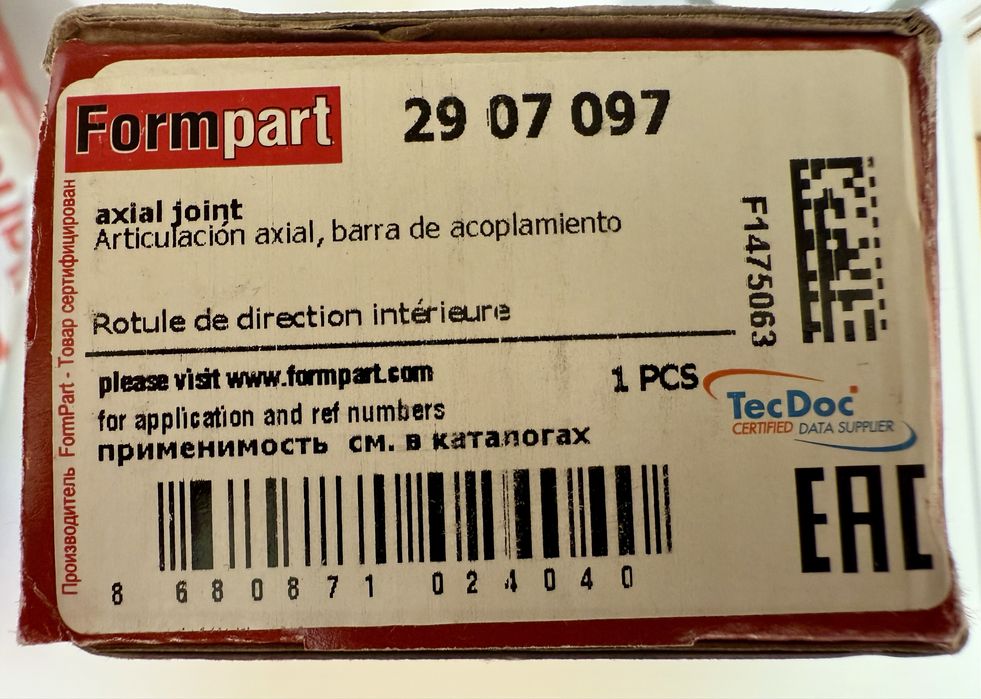 Formpart
29 07 097
axial joint
Articulación axial, barra de acoplamiento
Rotule de direction intérieure
please visit www.formpart.com
for application and ref numbers
применимость см. в каталогах
1 PCS
F1475063
TecDoc
CERTIFIED DATA SUPPLIER
EAC
8 680871 024040
Производитель FormPart - Товар сертифицирован